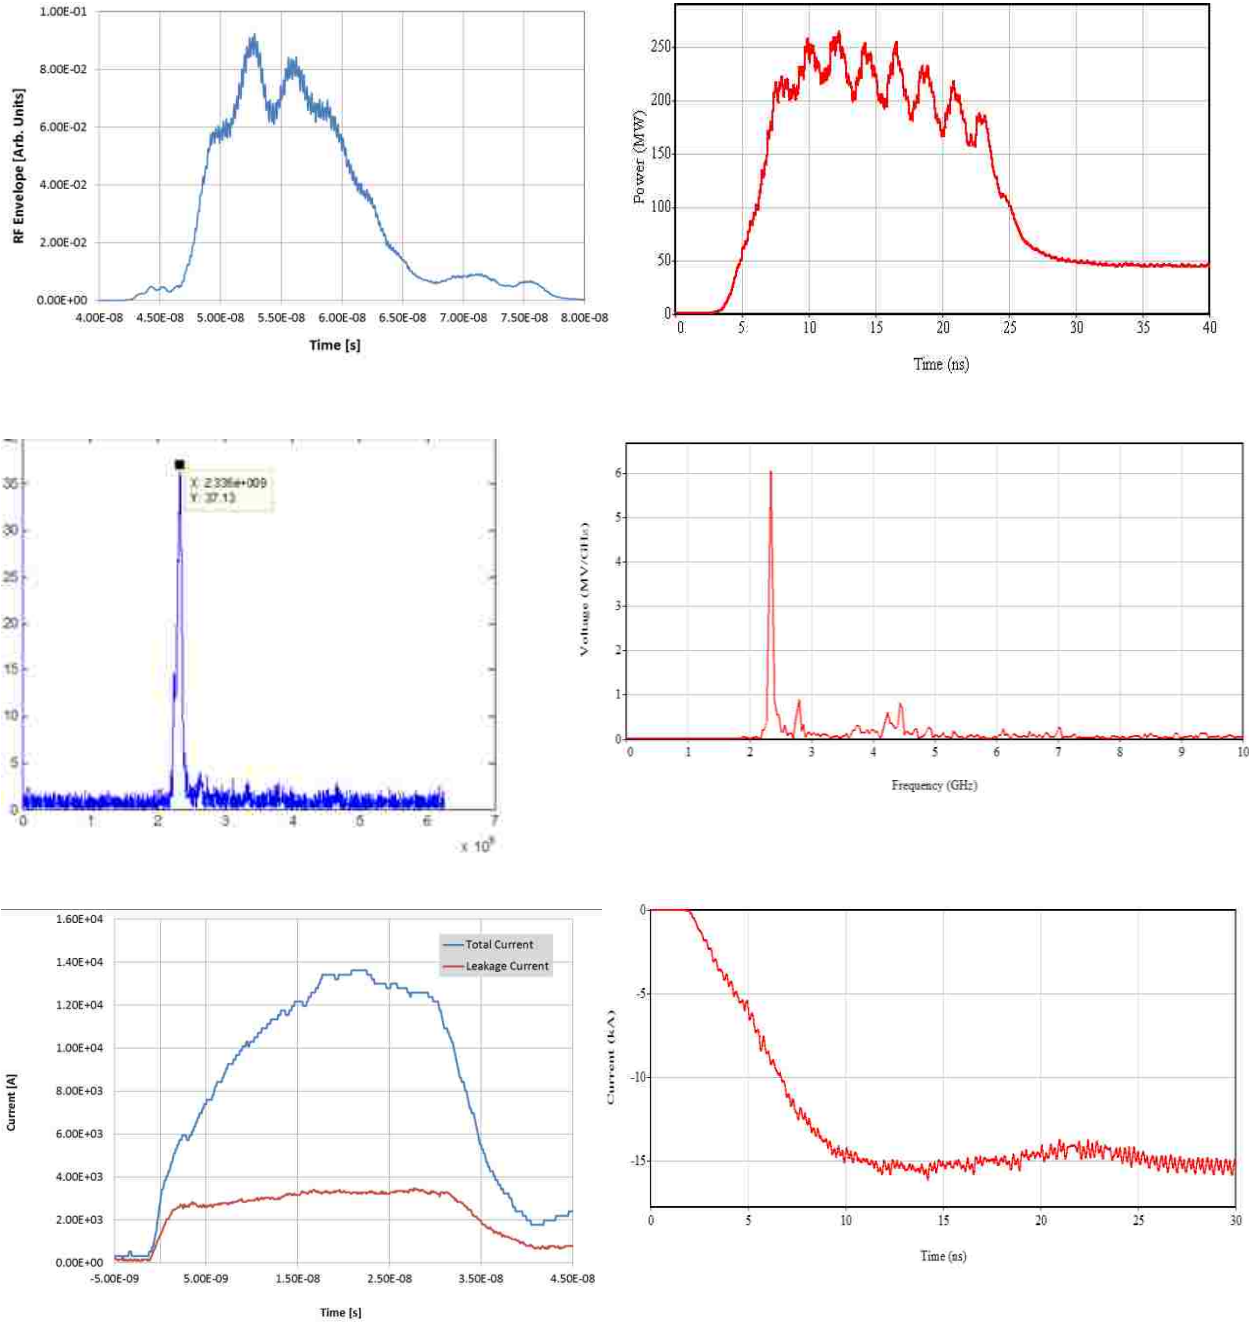 1.00E-01
8.00E-02
6.00E-02
4.00E-02
2.00E-02
0.00E+00
RF Envelope [Arb. Units]
4.00E-08 4.50E-08 5.00E-08 5.50E-08 6.00E-08 6.50E-08 7.00E-08 7.50E-08 8.00E-08
Time [s]
250
200
150
100
50
0
Power (MW)
0 5 10 15 20 25 30 35 40
Time (ns)
X: 2.336e+009
Y: 37.13
35
30
25
20
15
10
5
0
0 1 2 3 4 5 6 7
6
5
4
3
2
1
0
Voltage (MV/GHz)
0 1 2 3 4 5 6 7 8 9 10
Frequency (GHz)
1.60E+04
1.40E+04
1.20E+04
1.00E+04
8.00E+03
6.00E+03
4.00E+03
2.00E+03
0.00E+00
Current [A]
Total Current
Leakage Current
-5.00E-09 5.00E-09 1.50E-08 2.50E-08 3.50E-08 4.50E-08
Time [s]
0
-5
-10
-15
Current (kA)
0 5 10 15 20 25 30
Time (ns)